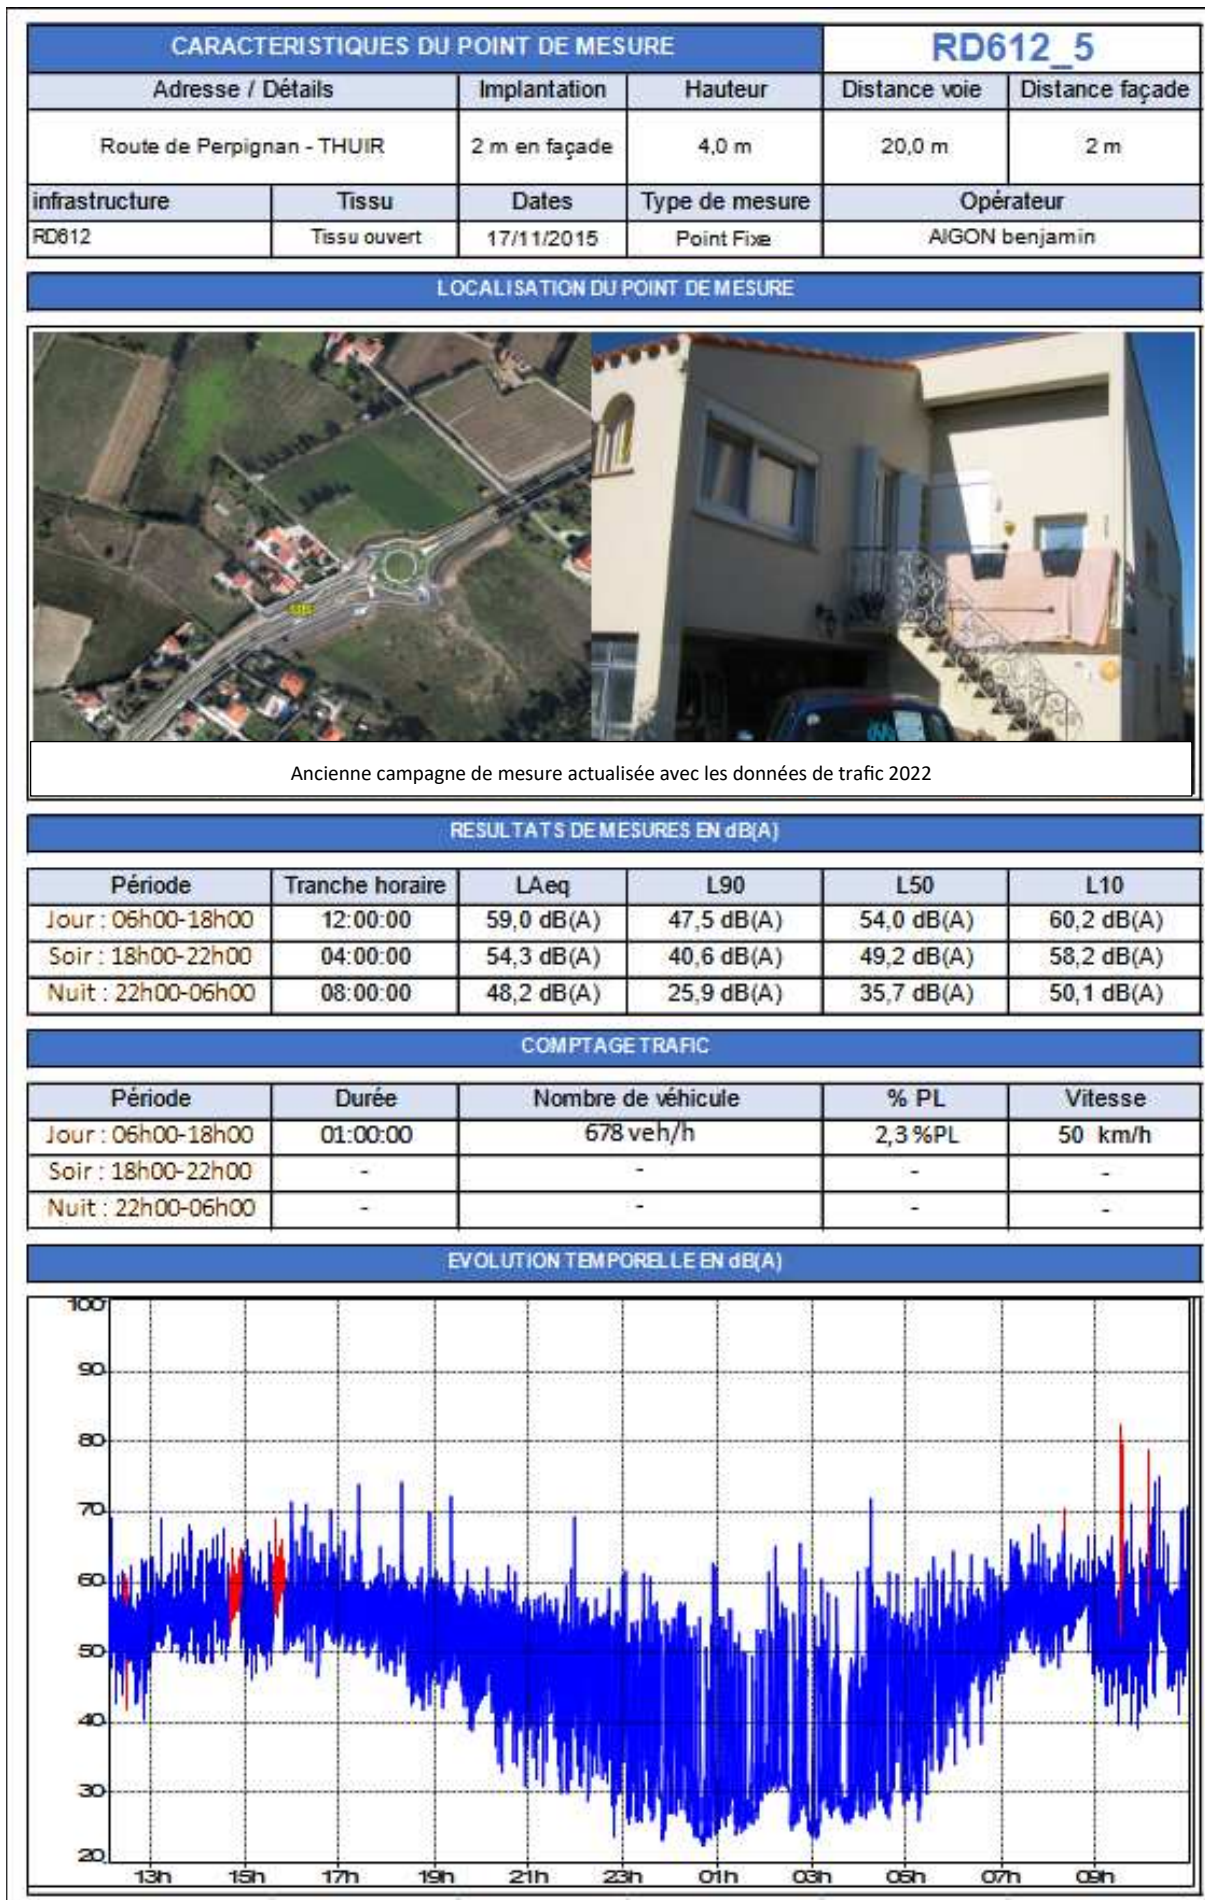 CARACTERISTIQUES DU POINT DE MESURE RD612_5
Adresse / Détails Implantation Hauteur Distance voie Distance façade
Route de Perpignan - THUIR 2 m en façade 4,0 m 20,0 m 2 m
infrastructure Tissu Dates Type de mesure Opérateur
RD612 Tissu ouvert 17/11/2015 Point Fixe AIGON benjamin
LOCALISATION DU POINT DE MESURE
Ancienne campagne de mesure actualisée avec les données de trafic 2022
RESULTATS DE MESURES EN dB(A)
Période Tranche horaire LAeq L90 L50 L10
Jour : 06h00-18h00 12:00:00 59,0 dB(A) 47,5 dB(A) 54,0 dB(A) 60,2 dB(A)
Soir : 18h00-22h00 04:00:00 54,3 dB(A) 40,6 dB(A) 49,2 dB(A) 58,2 dB(A)
Nuit : 22h00-06h00 08:00:00 48,2 dB(A) 25,9 dB(A) 35,7 dB(A) 50,1 dB(A)
COMPTAGE TRAFIC
Période Durée Nombre de véhicule % PL Vitesse
Jour : 06h00-18h00 01:00:00 678 veh/h 2,3 %PL 50 km/h
Soir : 18h00-22h00 - - - -
Nuit : 22h00-06h00 - - - -
EVOLUTION TEMPORELLE EN dB(A)
100
90
80
70
60
50
40
30
20
13h 15h 17h 19h 21h 23h 01h 03h 05h 07h 09h